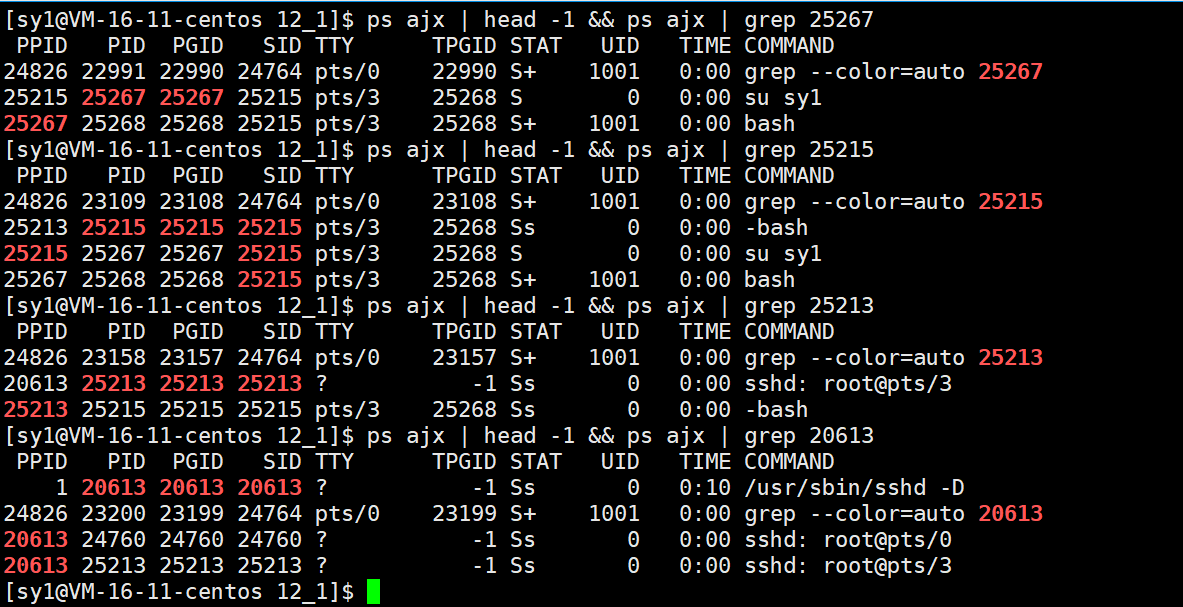 [sy1@VM-16-11-centos 12_1]$ ps ajx | head -1 && ps ajx | grep 25267
 PPID   PID  PGID   SID TTY      TPGID STAT   UID   TIME COMMAND
24826 22991 22990 24764 pts/0    22990 S+    1001   0:00 grep --color=auto 25267
25215 25267 25267 25215 pts/3    25268 S        0   0:00 su sy1
25267 25268 25268 25215 pts/3    25268 S+    1001   0:00 bash
[sy1@VM-16-11-centos 12_1]$ ps ajx | head -1 && ps ajx | grep 25215
 PPID   PID  PGID   SID TTY      TPGID STAT   UID   TIME COMMAND
24826 23109 23108 24764 pts/0    23108 S+    1001   0:00 grep --color=auto 25215
25213 25215 25215 25215 pts/3    25268 Ss       0   0:00 -bash
25215 25267 25267 25215 pts/3    25268 S        0   0:00 su sy1
25267 25268 25268 25215 pts/3    25268 S+    1001   0:00 bash
[sy1@VM-16-11-centos 12_1]$ ps ajx | head -1 && ps ajx | grep 25213
 PPID   PID  PGID   SID TTY      TPGID STAT   UID   TIME COMMAND
24826 23158 23157 24764 pts/0    23157 S+    1001   0:00 grep --color=auto 25213
20613 25213 25213 25213 ?           -1 Ss       0   0:00 sshd: root@pts/3
25213 25215 25215 25215 pts/3    25268 Ss       0   0:00 -bash
[sy1@VM-16-11-centos 12_1]$ ps ajx | head -1 && ps ajx | grep 20613
 PPID   PID  PGID   SID TTY      TPGID STAT   UID   TIME COMMAND
    1 20613 20613 20613 ?           -1 Ss       0   0:10 /usr/sbin/sshd -D
24826 23200 23199 24764 pts/0    23199 S+    1001   0:00 grep --color=auto 20613
20613 24760 24760 24760 ?           -1 Ss       0   0:00 sshd: root@pts/0
20613 25213 25213 25213 ?           -1 Ss       0   0:00 sshd: root@pts/3
[sy1@VM-16-11-centos 12_1]$